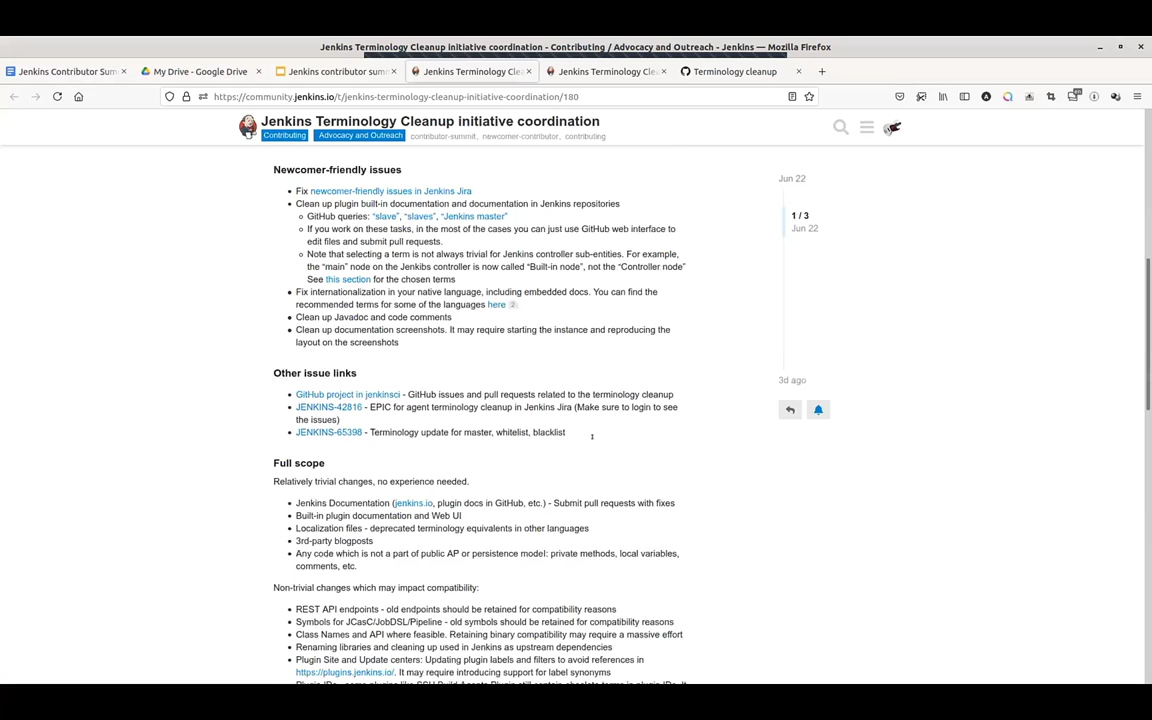 Jenkins Terminology Cleanup initiative coordination - Contributing / Advocacy and Outreach - Jenkins — Mozilla Firefox
Jenkins Contributor Sum
My Drive - Google Drive
Jenkins contributor sum
Jenkins Terminology Clea
Jenkins Terminology Clea
Terminology cleanup
https://community.jenkins.io/t/jenkins-terminology-cleanup-initiative-coordination/180
Jenkins Terminology Cleanup initiative coordination
Contributing Advocacy and Outreach contributor-summit, newcomer-contributor, contributing
Newcomer-friendly issues
Jun 22
Fix newcomer-friendly issues in Jenkins Jira
Clean up plugin built-in documentation and documentation in Jenkins repositories
GitHub queries: “slave”, “slaves”, “Jenkins master”
1 / 3
Jun 22
If you work on these tasks, in the most of the cases you can just use GitHub web interface to
edit files and submit pull requests.
Note that selecting a term is not always trivial for Jenkins controller sub-entities. For example,
the “main” node on the Jenkibs controller is now called “Built-in node”, not the “Controller node”
See this section for the chosen terms
Fix internationalization in your native language, including embedded docs. You can find the
recommended terms for some of the languages here 2
Clean up Javadoc and code comments
Clean up documentation screenshots. It may require starting the instance and reproducing the
layout on the screenshots
Other issue links
3d ago
GitHub project in jenkinsci - GitHub issues and pull requests related to the terminology cleanup
JENKINS-42816 - EPIC for agent terminology cleanup in Jenkins Jira (Make sure to login to see
the issues)
JENKINS-65398 - Terminology update for master, whitelist, blacklist
Full scope
Relatively trivial changes, no experience needed.
Jenkins Documentation (jenkins.io, plugin docs in GitHub, etc.) - Submit pull requests with fixes
Built-in plugin documentation and Web UI
Localization files - deprecated terminology equivalents in other languages
3rd-party blogposts
Any code which is not a part of public AP or persistence model: private methods, local variables,
comments, etc.
Non-trivial changes which may impact compatibility:
REST API endpoints - old endpoints should be retained for compatibility reasons
Symbols for JCasC/JobDSL/Pipeline - old symbols should be retained for compatibility reasons
Class Names and API where feasible. Retaining binary compatibility may require a massive effort
Renaming libraries and cleaning up used in Jenkins as upstream dependencies
Plugin Site and Update centers: Updating plugin labels and filters to avoid references in
https://plugins.jenkins.io/. It may require introducing support for label synonyms